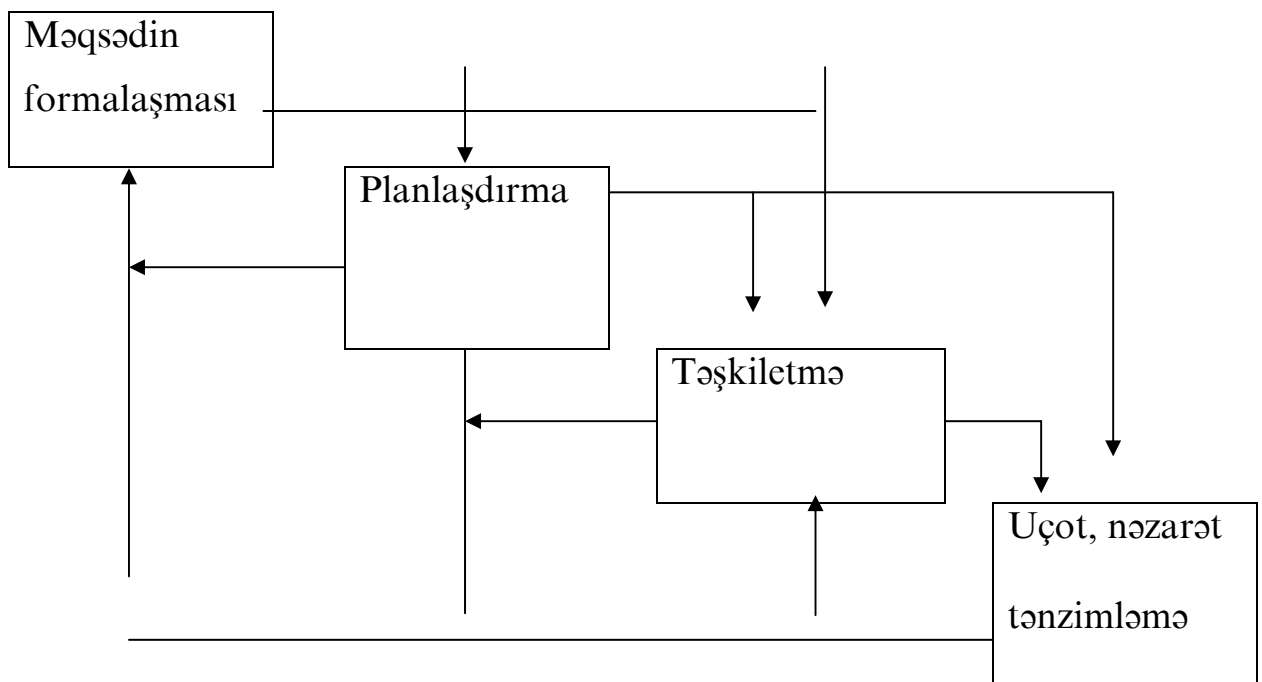 Məqsədin
formalaşması
Planlaşdırma
Təşkiletmə
Uçot, nəzarət
tənzimləmə